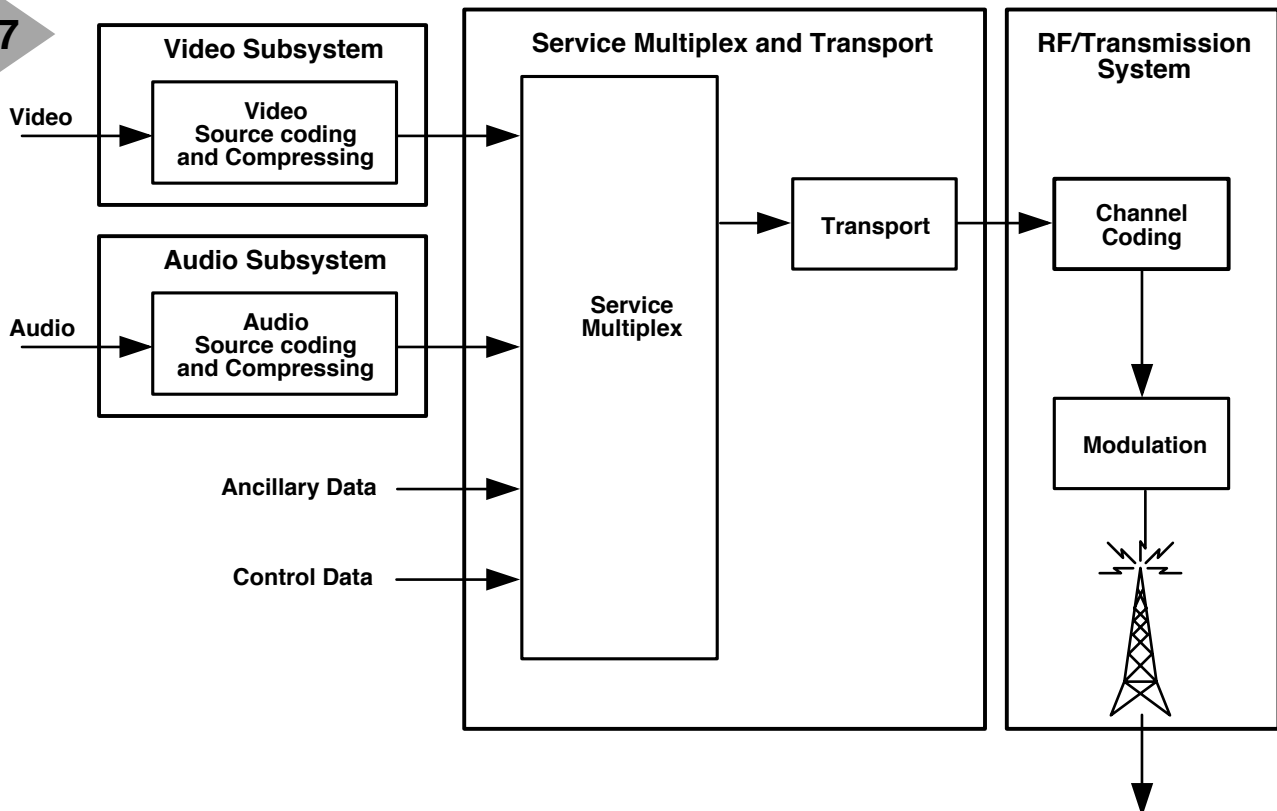 7
Video Subsystem
Video
Video
Source coding
and Compressing
Audio Subsystem
Audio
Audio
Source coding
and Compressing
Ancillary Data
Control Data
Service Multiplex and Transport
Service
Multiplex
Transport
RF/Transmission
System
Channel
Coding
Modulation